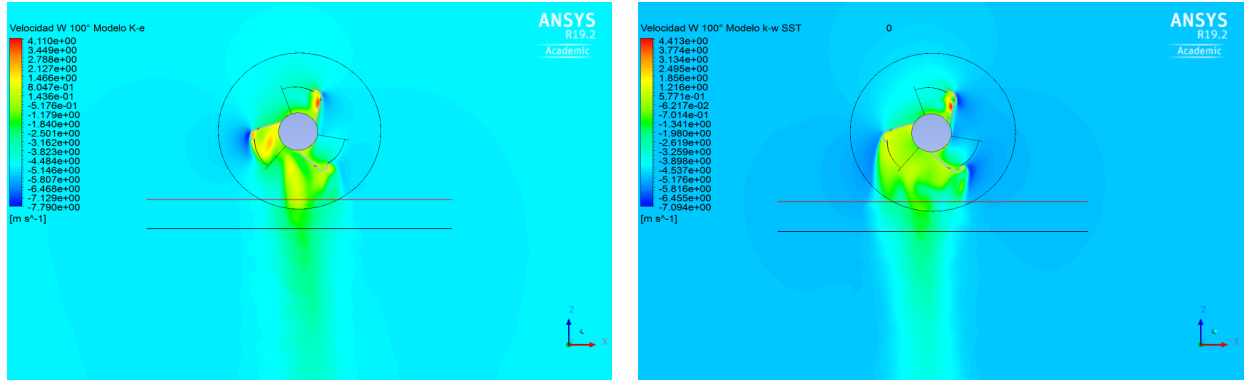 Velocidad W 100° Modelo K-e
4.110e+00
3.449e+00
2.788e+00
2.127e+00
1.466e+00
8.047e-01
1.436e-01
-5.176e-01
-1.179e+00
-1.840e+00
-2.501e+00
-3.162e+00
-3.823e+00
-4.484e+00
-5.146e+00
-5.807e+00
-6.468e+00
-7.129e+00
-7.790e+00
[m s^-1]
ANSYS
R19.2
Academic
Z
X
Velocidad W 100° Modelo k-w SST
0
4.413e+00
3.774e+00
3.134e+00
2.495e+00
1.856e+00
1.216e+00
5.771e-01
-6.217e-02
-7.014e-01
-1.341e+00
-1.980e+00
-2.619e+00
-3.259e+00
-3.898e+00
-4.537e+00
-5.176e+00
-5.816e+00
-6.455e+00
-7.094e+00
[m s^-1]
ANSYS
R19.2
Academic
Z
X